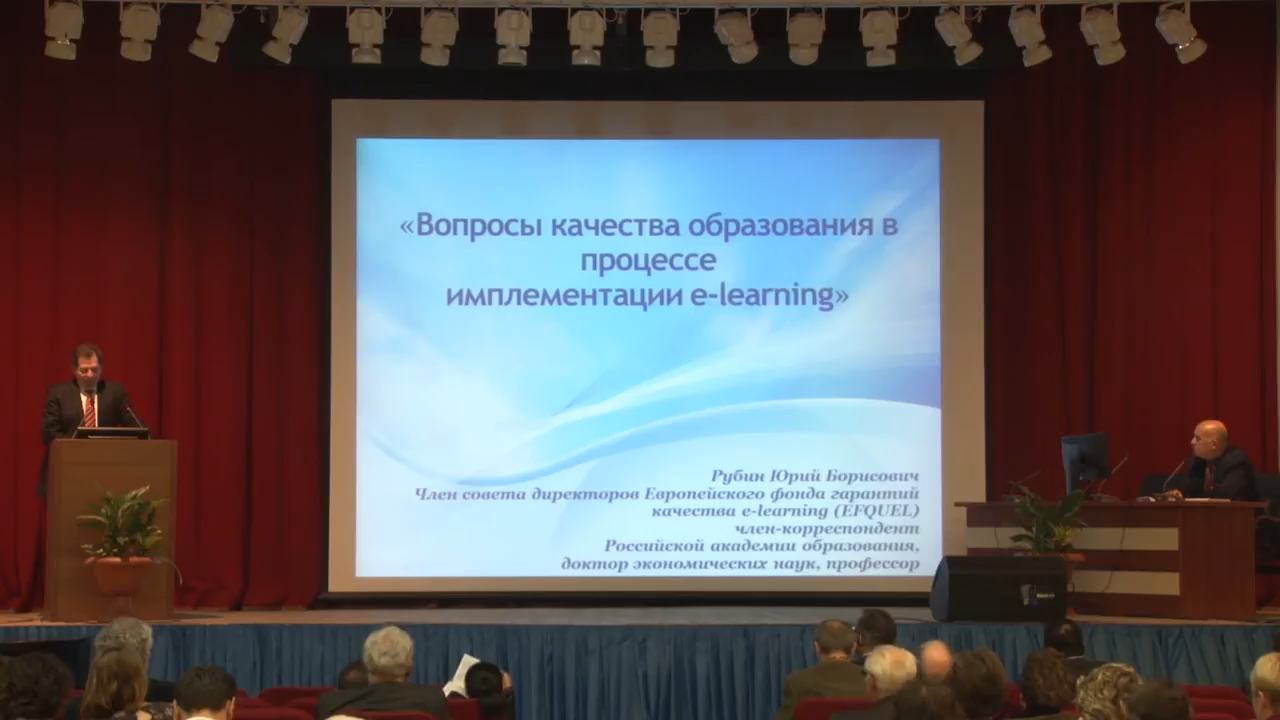 «Вопросы качества образования в
процессе
имплементации e-learning»
Рубин Юрий Борисович
Член совета директоров Европейского фонда гарантий
качества e-learning (EFQUEL)
член-корреспондент
Российской академии образования,
доктор экономических наук, профессор